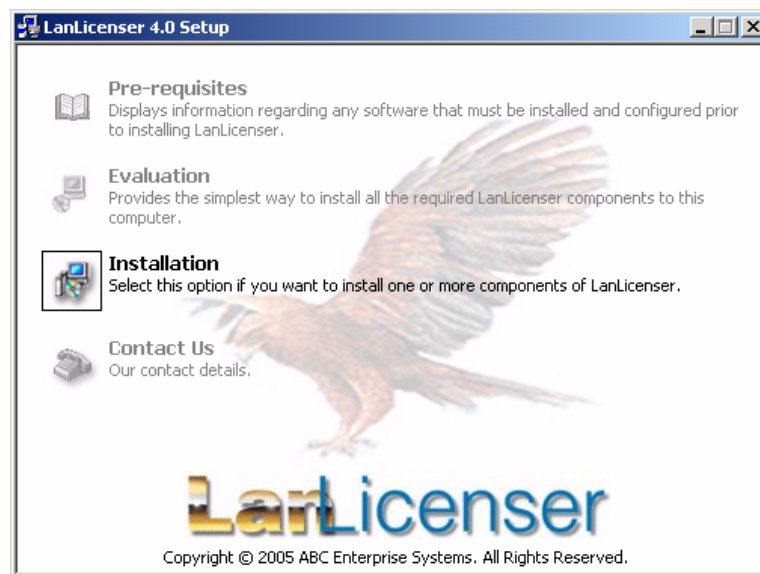 LanLicenser 4.0 Setup
Pre-requisites
Displays information regarding any software that must be installed and configured prior
to installing LanLicenser.
Evaluation
Provides the simplest way to install all the required LanLicenser components to this
computer.
Installation
Select this option if you want to install one or more components of LanLicenser.
Contact Us
Our contact details.
LanLicenser
Copyright © 2005 ABC Enterprise Systems. All Rights Reserved.